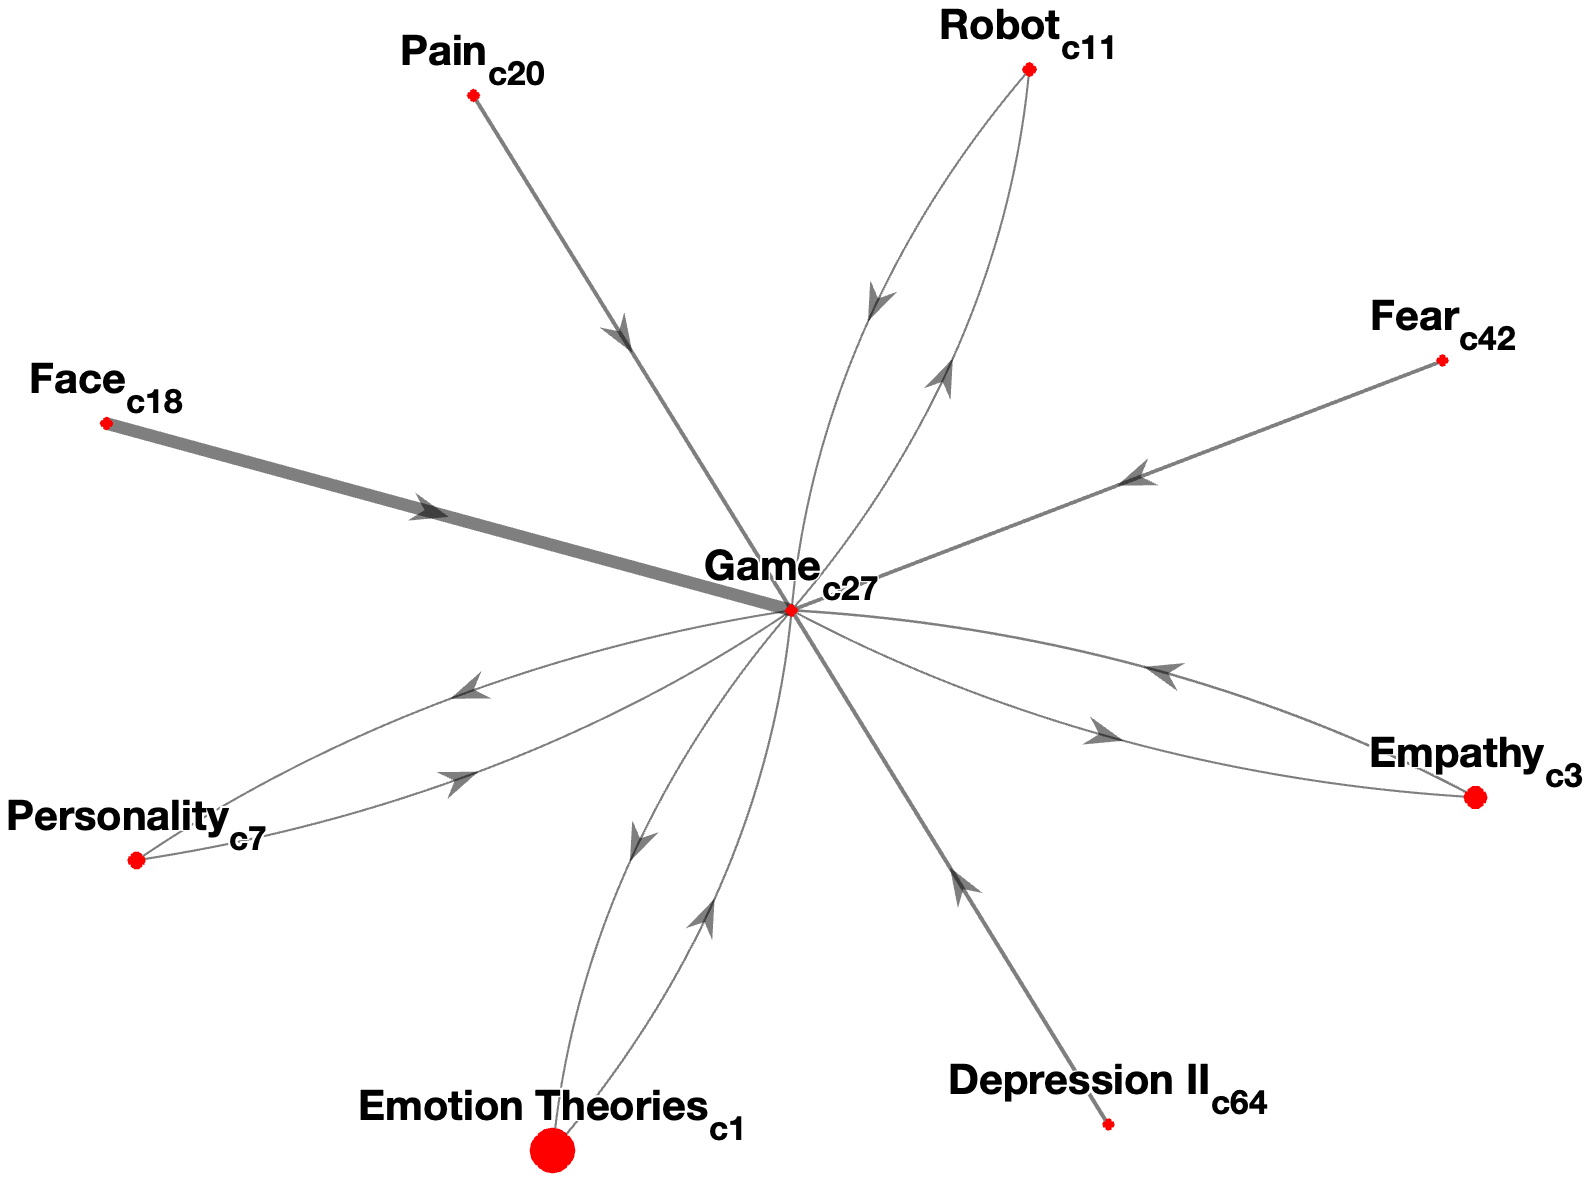 Robot c11
Pain c20
Fear c42
Face c18
Game c27
Empathy c3
Personality c7
Depression II c64
Emotion Theories c1